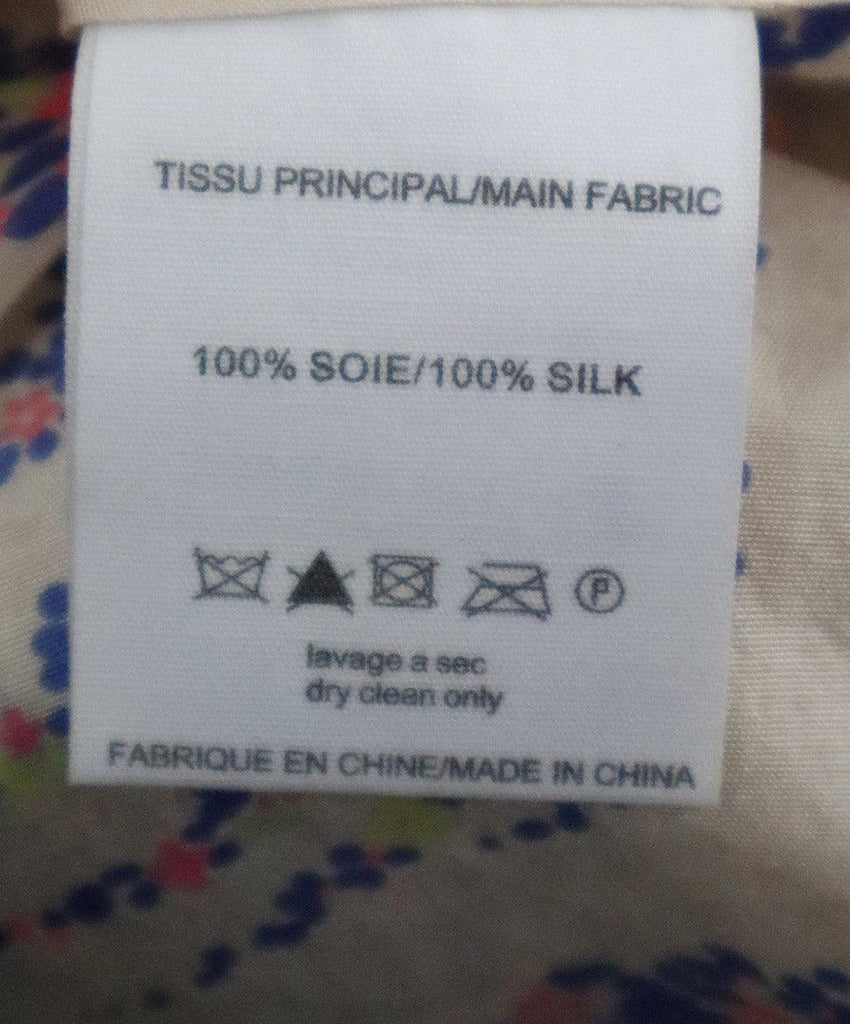 TISSU PRINCIPAL/MAIN FABRIC
100% SOIE/100% SILK
P
lavage a sec
dry clean only
FABRIQUE EN CHINE/MADE IN CHINA